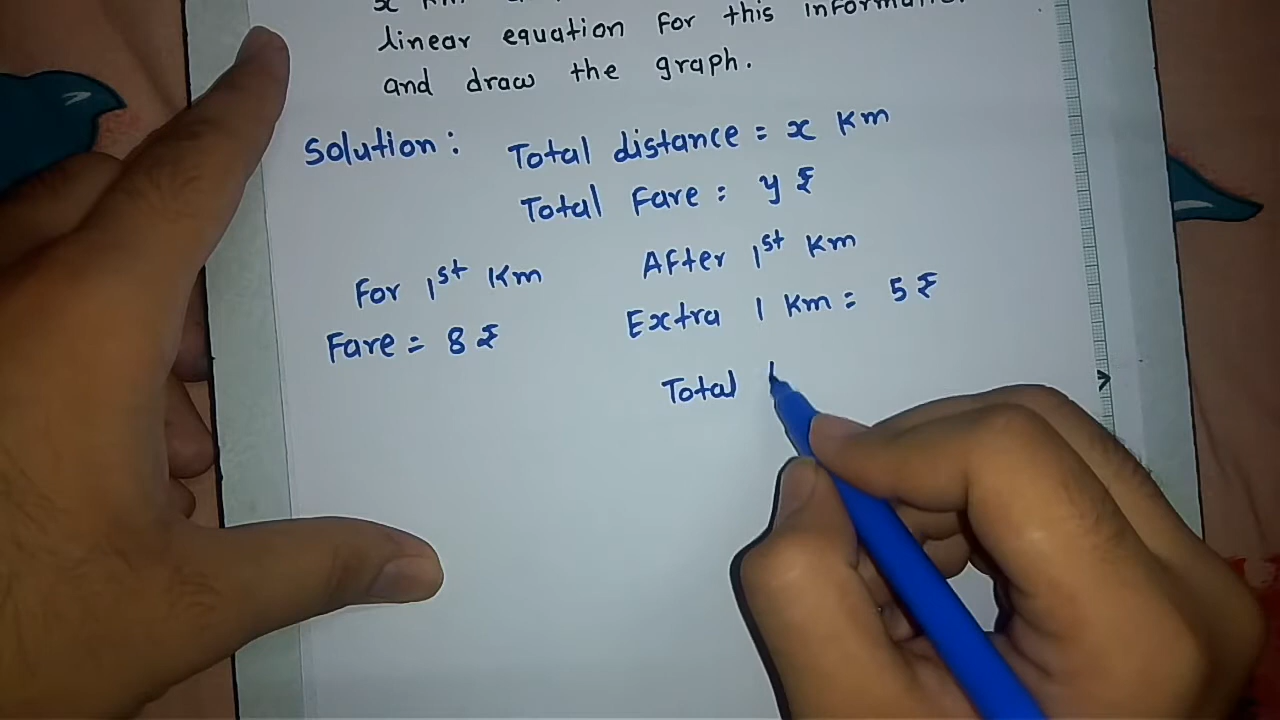 x Km
linear equation for this
and draw the graph.
Solution : Total distance = x Km
Total Fare : y ₹
For 1st Km
After 1st Km
Fare = 8 ₹
Extra 1 Km = 5 ₹
Total